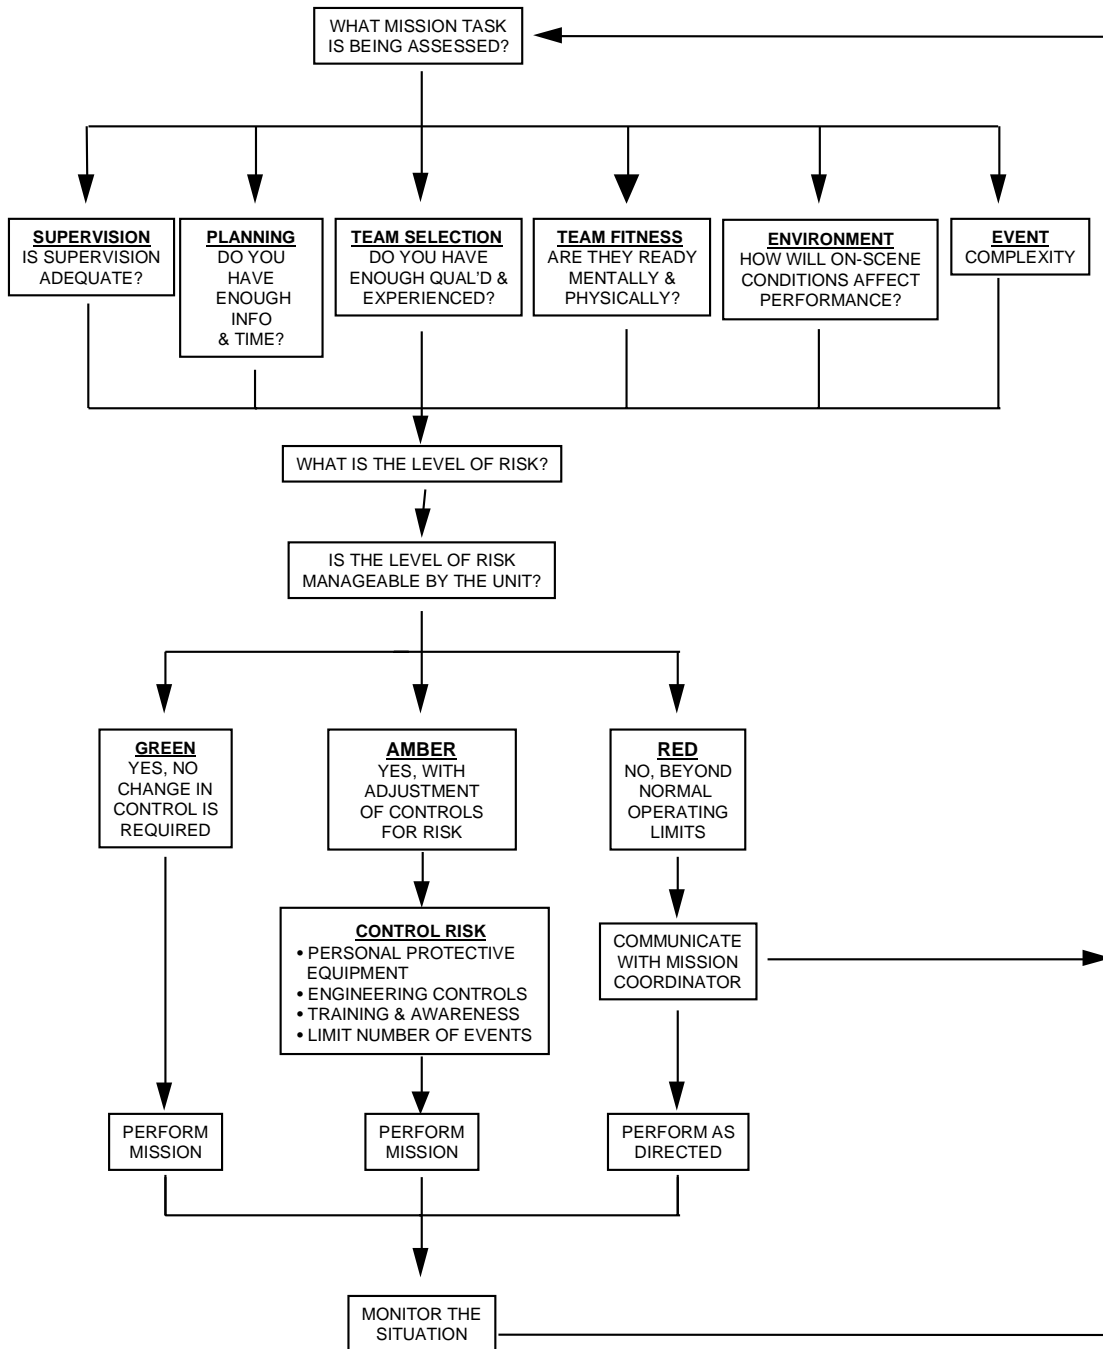 WHAT MISSION TASK
IS BEING ASSESSED?
SUPERVISION
IS SUPERVISION
ADEQUATE?
PLANNING
DO YOU
HAVE
ENOUGH
INFO
& TIME?
TEAM SELECTION
DO YOU HAVE
ENOUGH QUAL'D &
EXPERIENCED?
TEAM FITNESS
ARE THEY READY
MENTALLY &
PHYSICALLY?
ENVIRONMENT
HOW WILL ON-SCENE
CONDITIONS AFFECT
PERFORMANCE?
EVENT
COMPLEXITY
WHAT IS THE LEVEL OF RISK?
IS THE LEVEL OF RISK
MANAGEABLE BY THE UNIT?
GREEN
YES, NO
CHANGE IN
CONTROL IS
REQUIRED
AMBER
YES, WITH
ADJUSTMENT
OF CONTROLS
FOR RISK
RED
NO, BEYOND
NORMAL
OPERATING
LIMITS
CONTROL RISK
• PERSONAL PROTECTIVE
EQUIPMENT
• ENGINEERING CONTROLS
• TRAINING & AWARENESS
• LIMIT NUMBER OF EVENTS
COMMUNICATE
WITH MISSION
COORDINATOR
PERFORM
MISSION
PERFORM
MISSION
PERFORM AS
DIRECTED
MONITOR THE
SITUATION